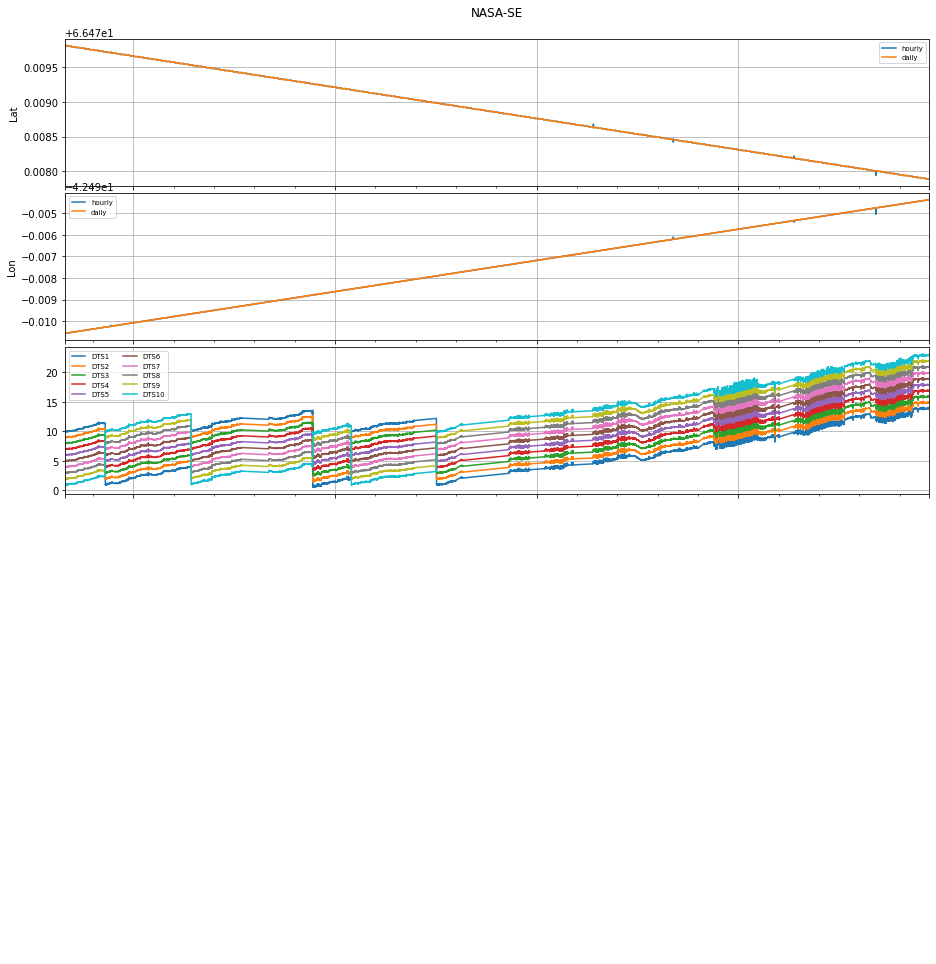 NASA-SE
+6.647e1
hourly
daily
0.0095
0.0090
0.0085
0.0080
Lat
−4.249e1
hourly
daily
−0.005
−0.006
−0.007
−0.008
−0.009
−0.010
Lon
DTS1 DTS6
DTS2 DTS7
DTS3 DTS8
DTS4 DTS9
DTS5 DTS10
20
15
10
5
0